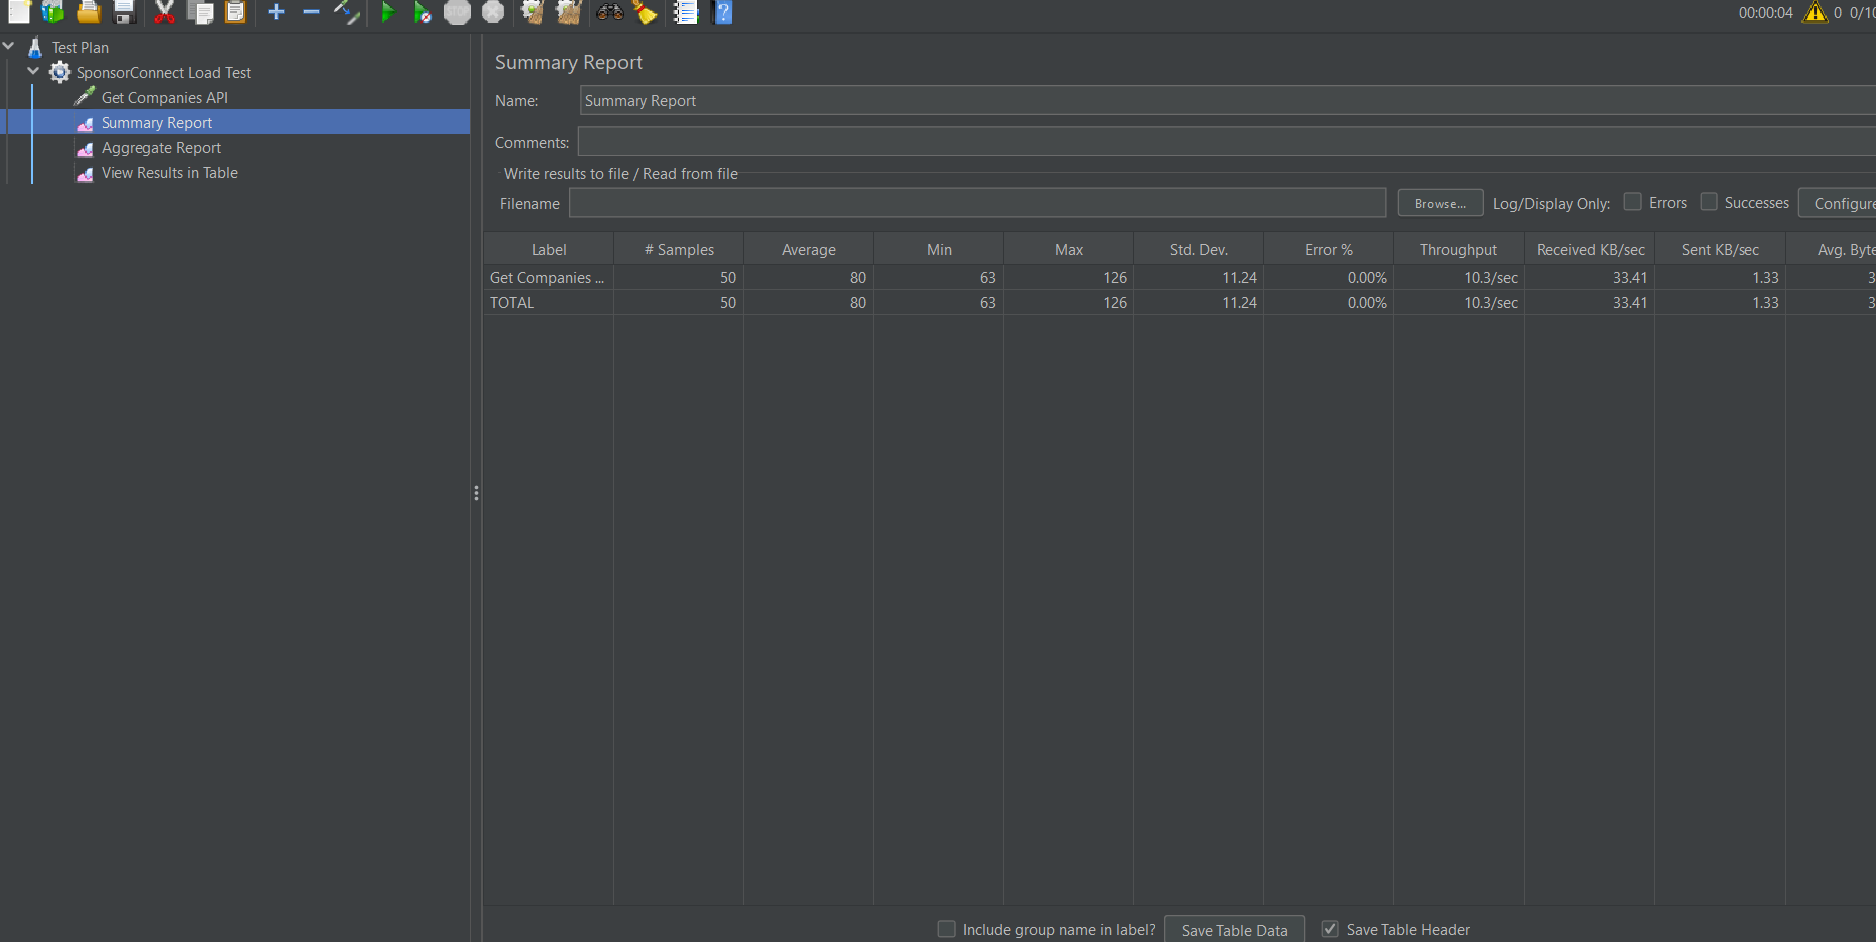 00:00:04 0 0/10
Test Plan
SponsorConnect Load Test
Get Companies API
Summary Report
Aggregate Report
View Results in Table
Summary Report
Name: Summary Report
Comments:
Write results to file / Read from file
Filename Browse... Log/Display Only: Errors Successes Configure
Label # Samples Average Min Max Std. Dev. Error % Throughput Received KB/sec Sent KB/sec Avg. Byte
Get Companies ... 50 80 63 126 11.24 0.00% 10.3/sec 33.41 1.33 3
TOTAL 50 80 63 126 11.24 0.00% 10.3/sec 33.41 1.33 3
Include group name in label? Save Table Data Save Table Header